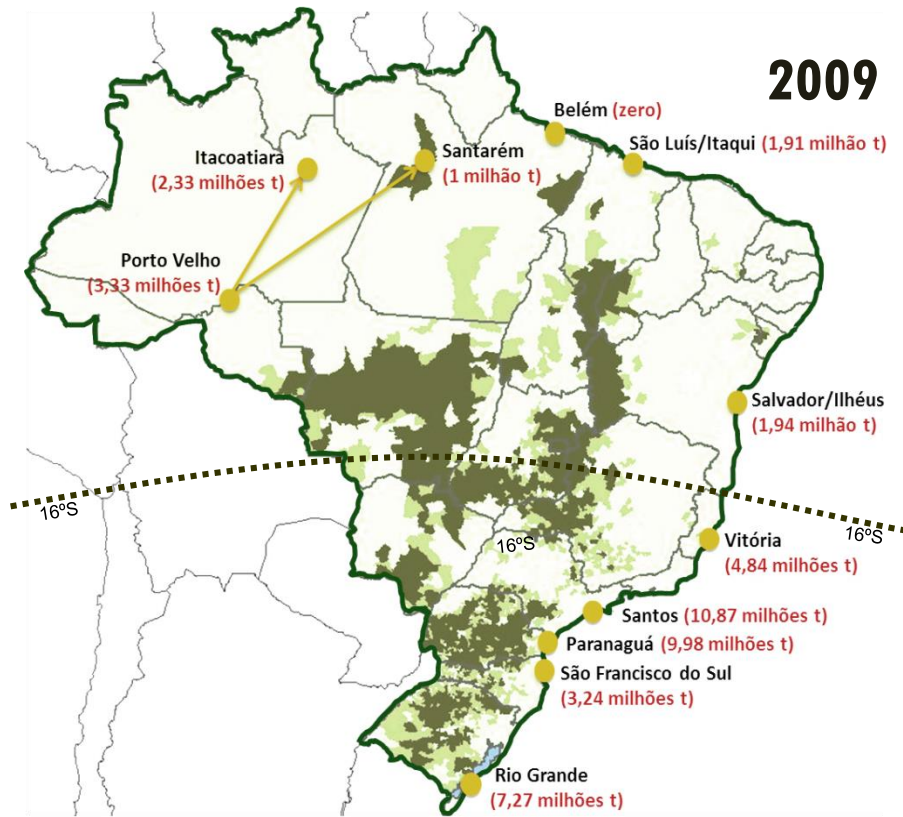 2009
Belém (zero)
São Luís/Itaqui (1,91 milhão t)
Itacoatiara
(2,33 milhões t)
Santarém
(1 milhão t)
Porto Velho
(3,33 milhões t)
Salvador/Ilhéus
(1,94 milhão t)
16ºS
16ºS
16ºS
Vitória
(4,84 milhões t)
Santos (10,87 milhões t)
Paranaguá (9,98 milhões t)
São Francisco do Sul
(3,24 milhões t)
Rio Grande
(7,27 milhões t)